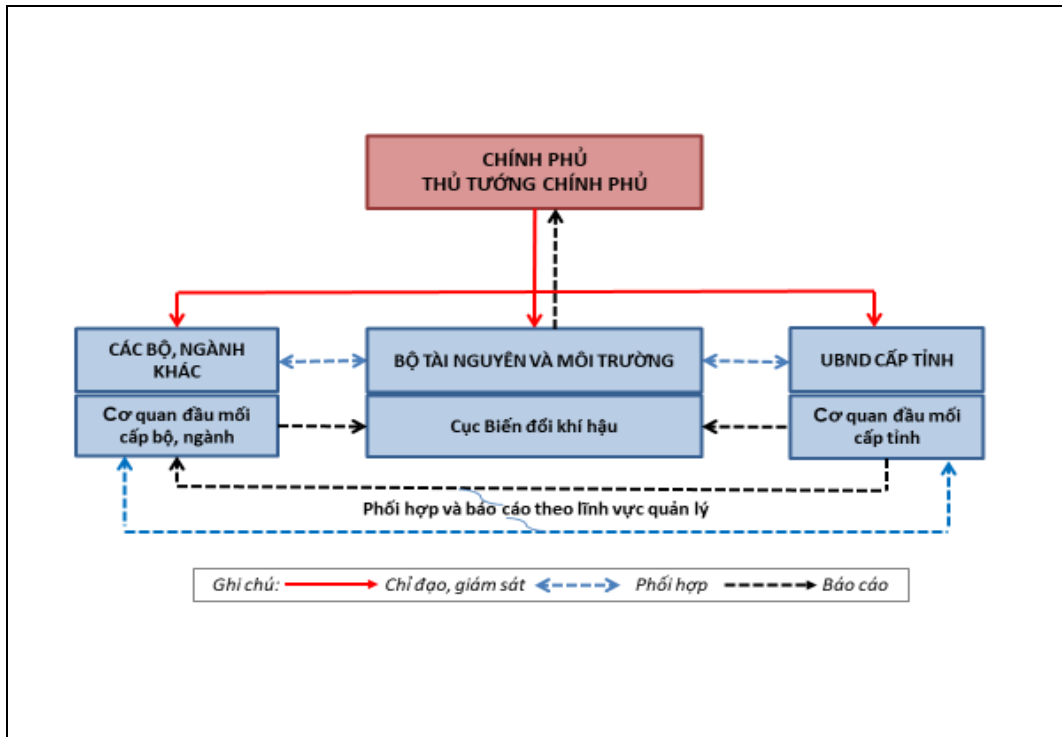 CHÍNH PHỦ
THỦ TƯỚNG CHÍNH PHỦ
CÁC BỘ, NGÀNH
KHÁC
BỘ TÀI NGUYÊN VÀ MÔI TRƯỜNG
UBND CẤP TỈNH
Cơ quan đầu mối
cấp bộ, ngành
Cục Biến đổi khí hậu
Cơ quan đầu mối
cấp tỉnh
Phối hợp và báo cáo theo lĩnh vực quản lý
Ghi chú: Chỉ đạo, giám sát Phối hợp Báo cáo